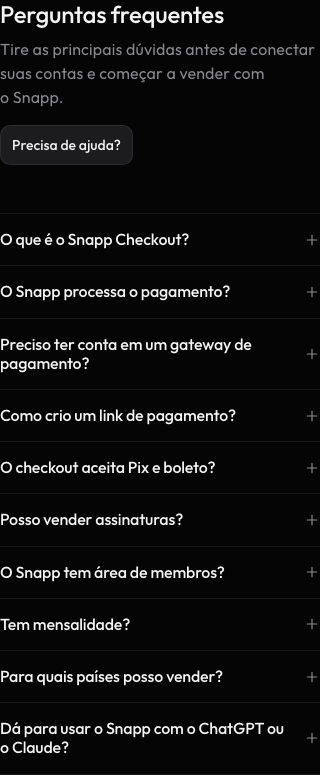 Perguntas frequentes
Tire as principais dúvidas antes de conectar
suas contas e começar a vender com
o Snapp.
Precisa de ajuda?
O que é o Snapp Checkout?
O Snapp processa o pagamento?
Preciso ter conta em um gateway de
pagamento?
Como crio um link de pagamento?
O checkout aceita Pix e boleto?
Posso vender assinaturas?
O Snapp tem área de membros?
Tem mensalidade?
Para quais países posso vender?
Dá para usar o Snapp com o ChatGPT ou
o Claude?